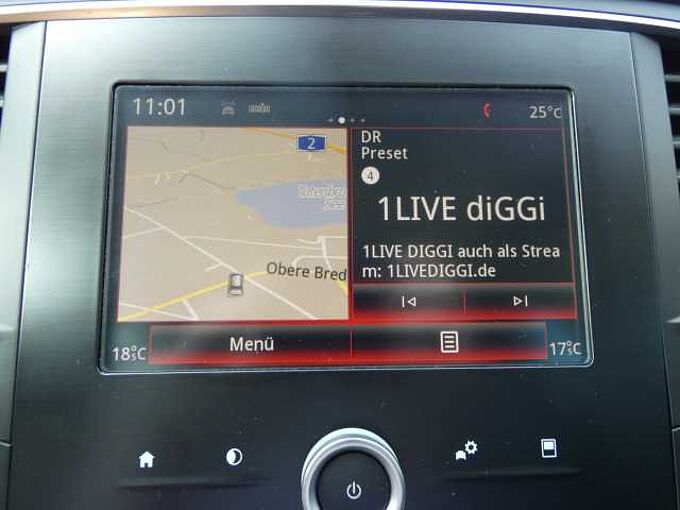 11:01
25°C
2
DR
Preset
4
1LIVE diGGi
1LIVE DIGGI auch als Strea
m: 1LIVEDIGGI.de
Obere Bred
Menü
18°C
17°C